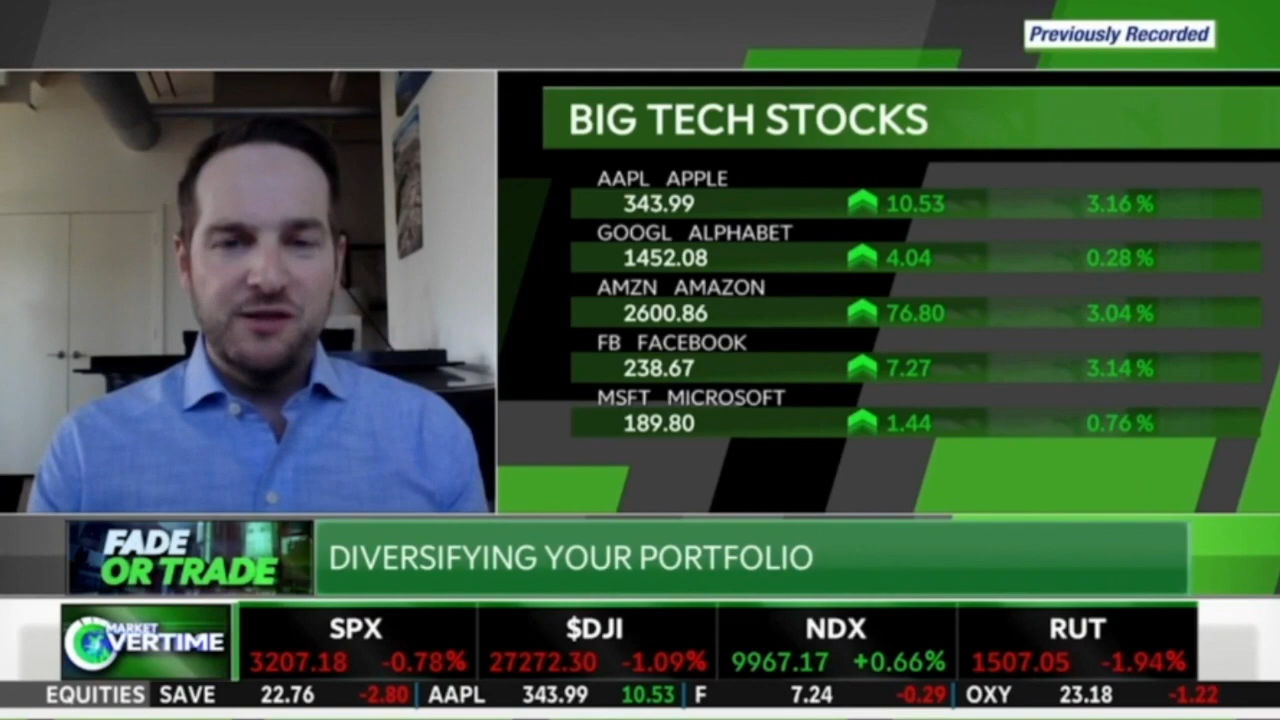 Previously Recorded
BIG TECH STOCKS
AAPL APPLE
343.99 10.53 3.16%
GOOGL ALPHABET
1452.08 4.04 0.28%
AMZN AMAZON
2600.86 76.80 3.04%
FB FACEBOOK
238.67 7.27 3.14%
MSFT MICROSOFT
189.80 1.44 0.76%
FADE
OR TRADE
DIVERSIFYING YOUR PORTFOLIO
MARKET
OVERTIME
SPX $DJI NDX RUT
3207.18 -0.78% 27272.30 -1.09% 9967.17 +0.66% 1507.05 -1.94%
EQUITIES SAVE 22.76 -2.80 AAPL 343.99 10.53 F 7.24 -0.29 OXY 23.18 -1.22